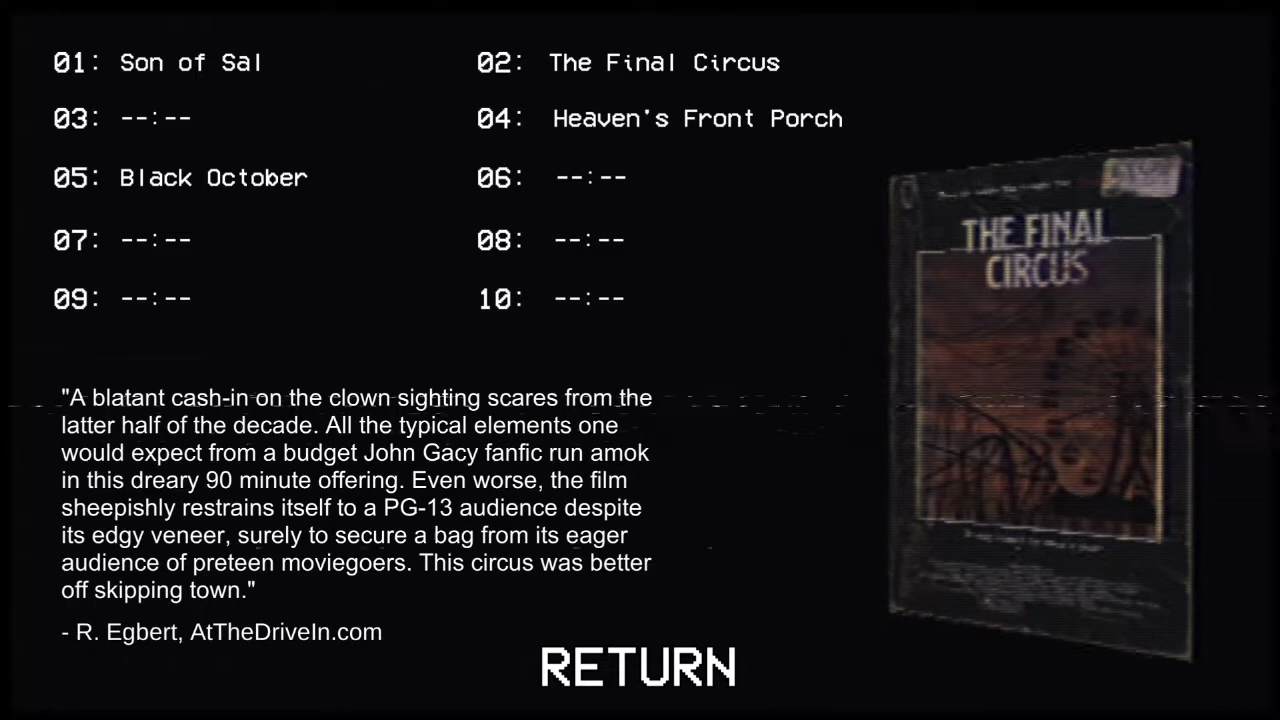 01: Son of Sal
02: The Final Circus
03: --:--
04: Heaven's Front Porch
05: Black October
06: --:--
07: --:--
08: --:--
09: --:--
10: --:--
THE FINAL
CIRCUS
"A blatant cash-in on the clown sighting scares from the
latter half of the decade. All the typical elements one
would expect from a budget John Gacy fanfic run amok
in this dreary 90 minute offering. Even worse, the film
sheepishly restrains itself to a PG-13 audience despite
its edgy veneer, surely to secure a bag from its eager
audience of preteen moviegoers. This circus was better
off skipping town."
- R. Egbert, AtTheDriveIn.com
RETURN